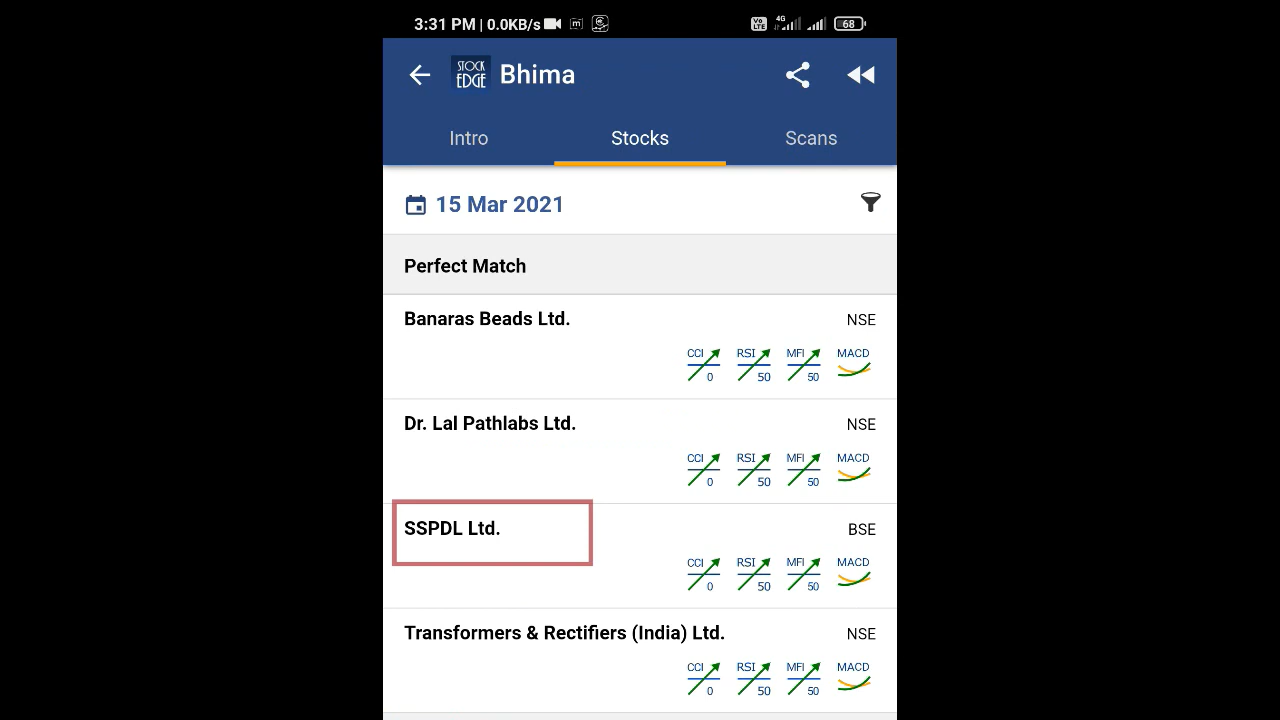 3:31 PM | 0.0KB/s m Vo LTE 4G 68
STOCK EDGE Bhima
Intro Stocks Scans
15 Mar 2021
Perfect Match
Banaras Beads Ltd. NSE
CCI 0 RSI 50 MFI 50 MACD
Dr. Lal Pathlabs Ltd. NSE
CCI 0 RSI 50 MFI 50 MACD
SSPDL Ltd. BSE
CCI 0 RSI 50 MFI 50 MACD
Transformers & Rectifiers (India) Ltd. NSE
CCI 0 RSI 50 MFI 50 MACD